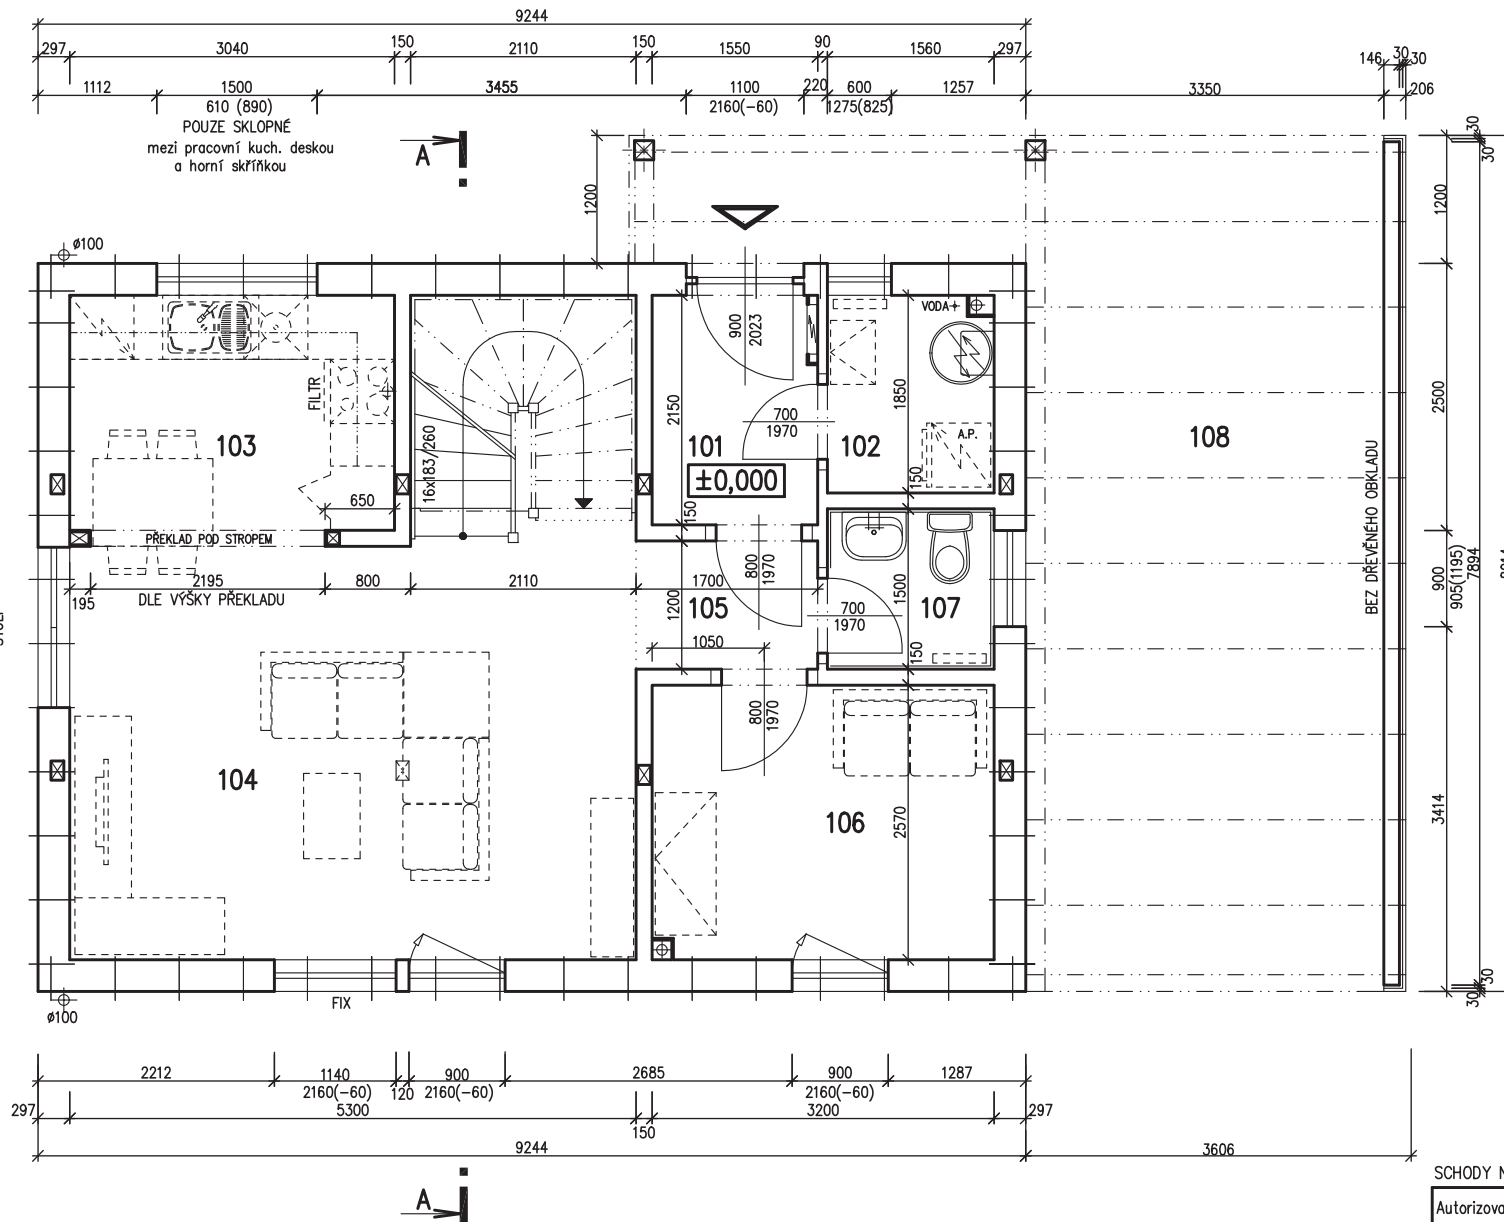 9244
297 3040 150 2110 150 1550 90 1560 297
146 30 30
1112 1500 3455 1100 220 600 1257 3350 206
610 (890) 2160(-60) 1275(825)
POUZE SKLOPNÉ
mezi pracovní kuch. deskou
a horní skříňkou
A
30
30
1200
1200
ø100
VODA
900
2023
FILTR
103
16x183/260
2150
101
±0,000
700
1970
102
1850
A.P.
150
108
2500
BEZ DŘEVĚNÉHO OBKLADU
650
150
PŘEKLAD POD STROPEM
195 2195 800 2110 1700
DLE VÝŠKY PŘEKLADU
800
1970
1200
105
1050
700
1970
1500
107
150
900
905(1195)
7894
104
800
1970
106
2570
3414
30
30
ø100
FIX
2212 1140 120 900 2685 900 1287
2160(-60) 2160(-60) 2160(-60)
297 5300 150 3200 297
9244 3606
A
SCHODY N
Autorizova